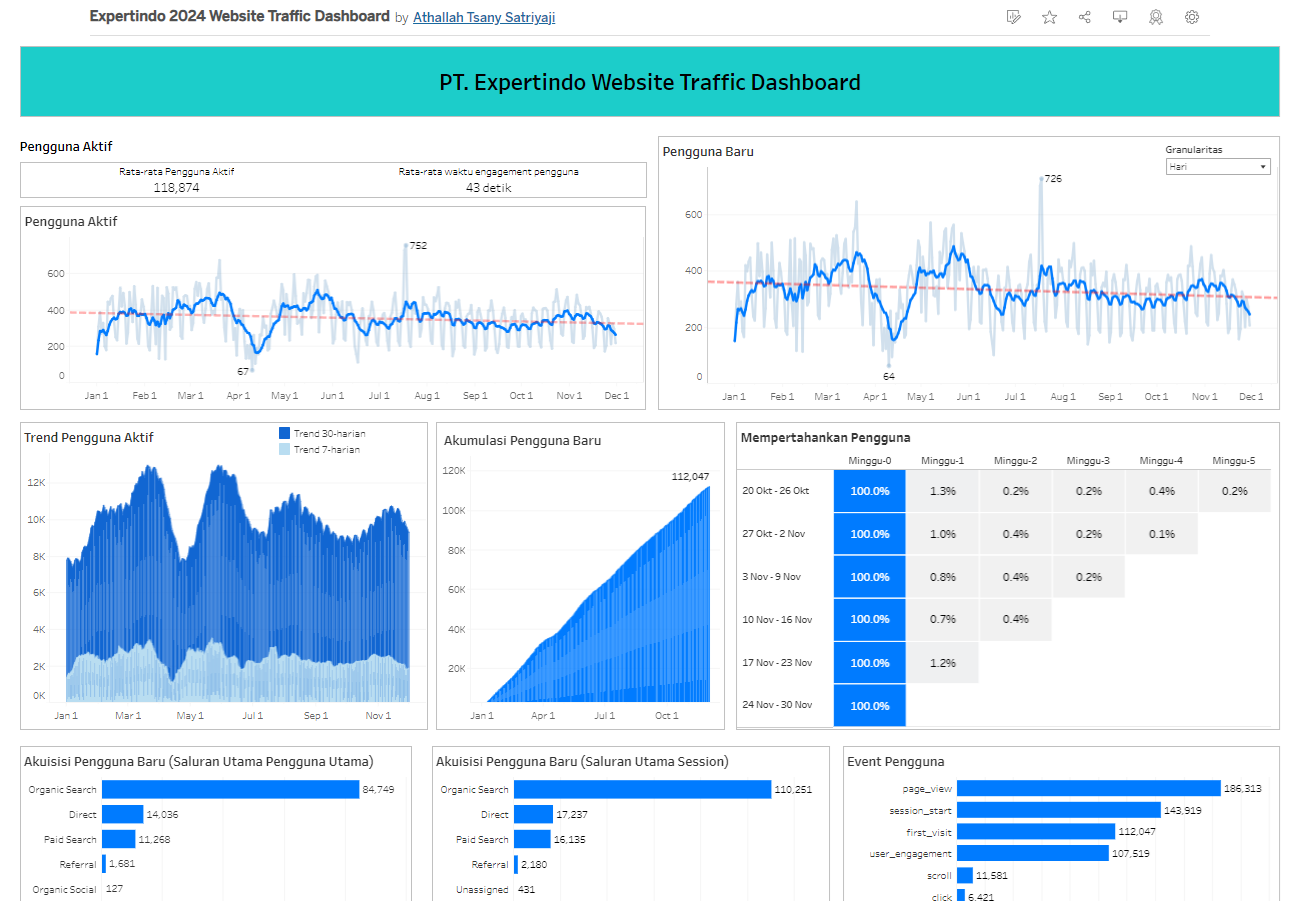 Expertindo 2024 Website Traffic Dashboard by Athallah Tsany Satriyaji
PT. Expertindo Website Traffic Dashboard
Pengguna Aktif
Rata-rata Pengguna Aktif
118,874
Rata-rata waktu engagement pengguna
43 detik
Pengguna Aktif
752
600
400
200
67
0
Jan 1 Feb 1 Mar 1 Apr 1 May 1 Jun 1 Jul 1 Aug 1 Sep 1 Oct 1 Nov 1 Dec 1
Pengguna Baru
Granularitas
Hari
726
600
400
200
0
64
Jan 1 Feb 1 Mar 1 Apr 1 May 1 Jun 1 Jul 1 Aug 1 Sep 1 Oct 1 Nov 1 Dec 1
Trend Pengguna Aktif
Trend 30-harian
Trend 7-harian
12K
10K
8K
6K
4K
2K
0K
Jan 1 Mar 1 May 1 Jul 1 Sep 1 Nov 1
Akumulasi Pengguna Baru
120K
112,047
100K
80K
60K
40K
20K
Jan 1 Apr 1 Jul 1 Oct 1
Mempertahankan Pengguna
Minggu-0 Minggu-1 Minggu-2 Minggu-3 Minggu-4 Minggu-5
20 Okt - 26 Okt 100.0% 1.3% 0.2% 0.2% 0.4% 0.2%
27 Okt - 2 Nov 100.0% 1.0% 0.4% 0.2% 0.1%
3 Nov - 9 Nov 100.0% 0.8% 0.4% 0.2%
10 Nov - 16 Nov 100.0% 0.7% 0.4%
17 Nov - 23 Nov 100.0% 1.2%
24 Nov - 30 Nov 100.0%
Akuisisi Pengguna Baru (Saluran Utama Pengguna Utama)
Organic Search 84,749
Direct 14,036
Paid Search 11,268
Referral 1,681
Organic Social 127
Akuisisi Pengguna Baru (Saluran Utama Session)
Organic Search 110,251
Direct 17,237
Paid Search 16,135
Referral 2,180
Unassigned 431
Event Pengguna
page_view 186,313
session_start 143,919
first_visit 112,047
user_engagement 107,519
scroll 11,581
click 6,421